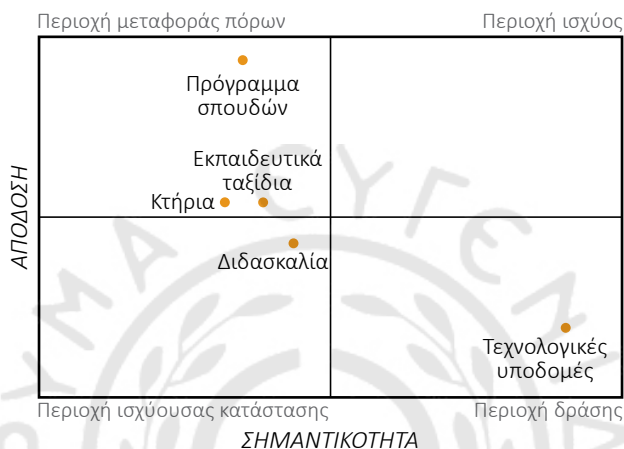 Περιοχή μεταφοράς πόρων
Περιοχή ισχύος
Πρόγραμμα
σπουδών
Εκπαιδευτικά
ταξίδια
Κτήρια
ΑΠΟΔΟΣΗ
Διδασκαλία
Τεχνολογικές
υποδομές
Περιοχή ισχύουσας κατάστασης
Περιοχή δράσης
ΣΗΜΑΝΤΙΚΟΤΗΤΑ